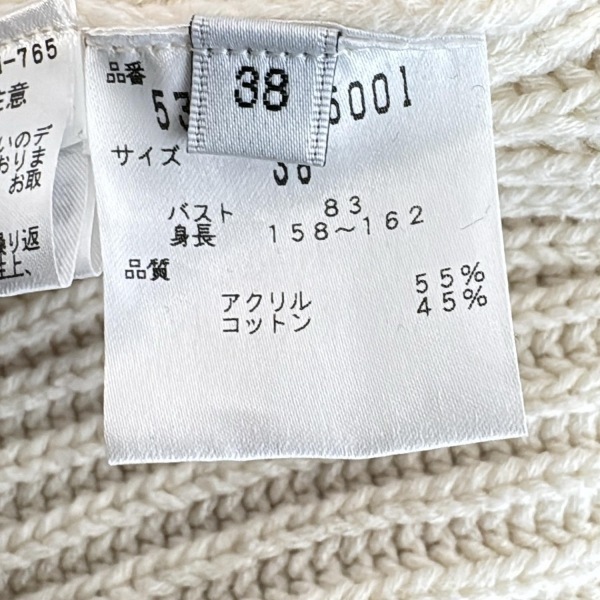 -765
意
いのデ
おりま
お取
り返
上、
38
品番
53 6001
サイズ
38
バスト 83
身長 158～162
品質
アクリル 55%
コットン 45%